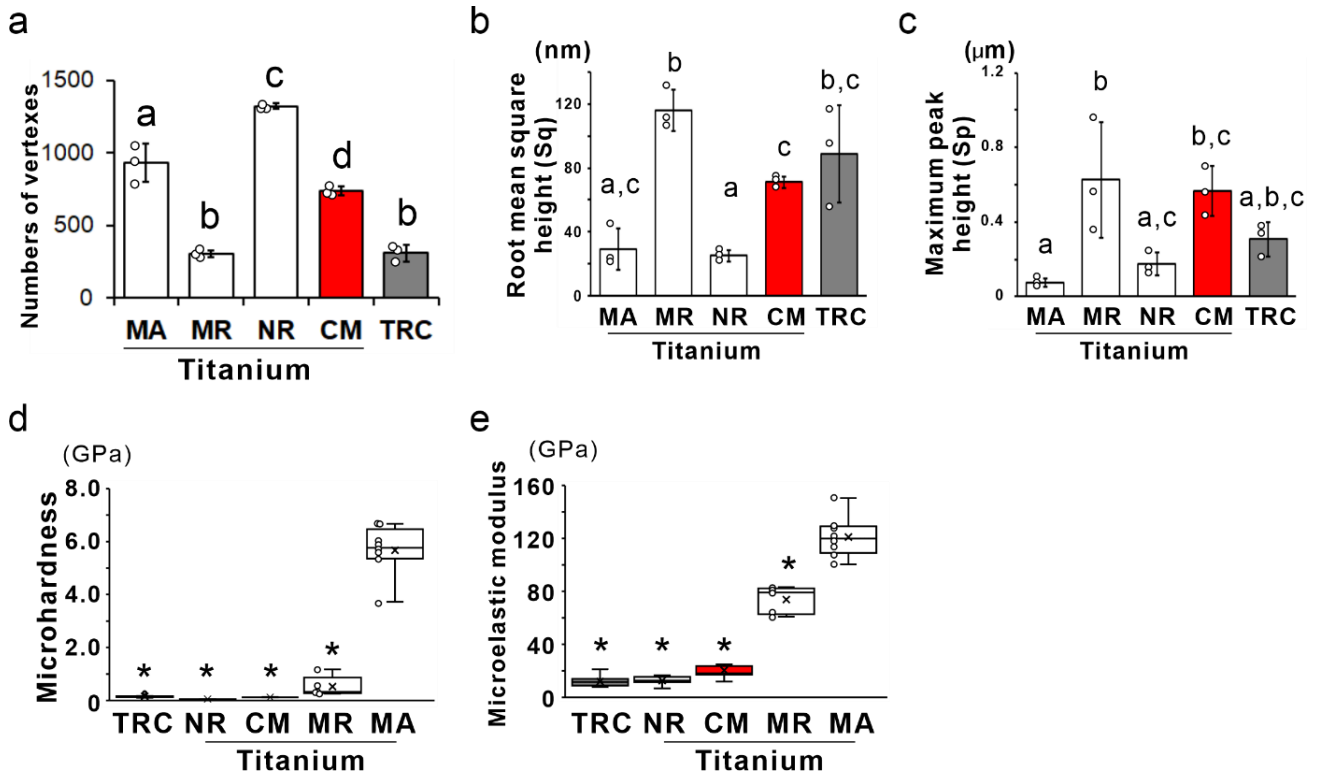 a
Numbers of vertexes
1500
1000
500
0
a
b
c
d
b
MA MR NR CM TRC
Titanium
b
(nm)
Root mean square
height (Sq)
120
80
40
0
a,c
b
a
c
b,c
MA MR NR CM TRC
Titanium
c
(μm)
Maximum peak
height (Sp)
1.2
0.8
0.4
0
a
b
a,c
b,c
a,b,c
MA MR NR CM TRC
Titanium
d
(GPa)
Microhardness
8.0
6.0
4.0
2.0
0
* * * *
TRC NR CM MR MA
Titanium
e
(GPa)
Microelastic modulus
160
120
80
40
0
* * * *
TRC NR CM MR MA
Titanium